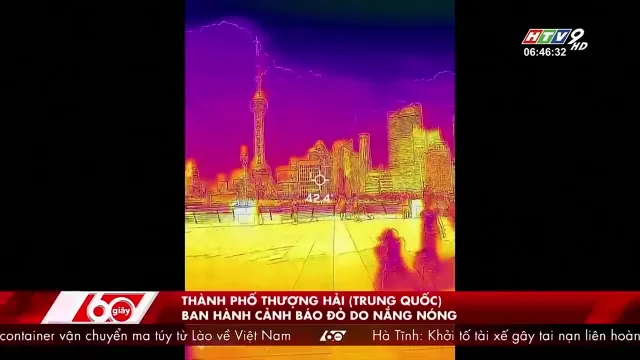 HTV9 HD
06:46:32
42.4
60 giây
THÀNH PHỐ THƯỢNG HẢI (TRUNG QUỐC)
BAN HÀNH CẢNH BÁO ĐỎ DO NẮNG NÓNG
container vận chuyển ma túy từ Lào về Việt Nam 60 Hà Tĩnh: Khởi tố tài xế gây tai nạn liên hoàn